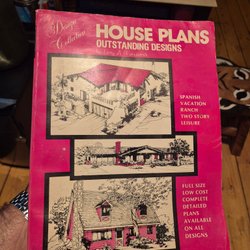 Design
Collection
HOUSE PLANS
OUTSTANDING DESIGNS
SPANISH
VACATION
RANCH
TWO STORY
LEISURE
FULL SIZE
LOW COST
COMPLETE
DETAILED
PLANS
AVAILABLE
ON ALL
DESIGNS